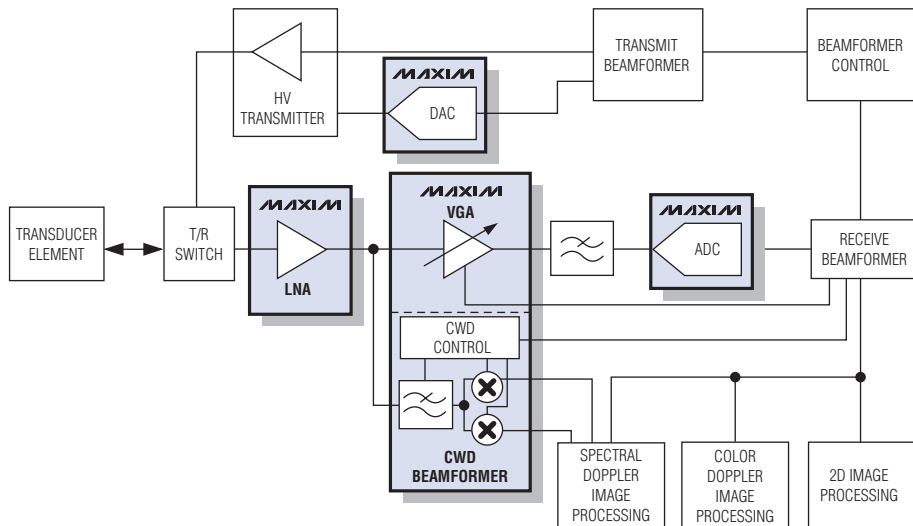 HV
TRANSMITTER
MAXIM
DAC
TRANSMIT
BEAMFORMER
BEAMFORMER
CONTROL
TRANSDUCER
ELEMENT
T/R
SWITCH
MAXIM
LNA
MAXIM
VGA
MAXIM
ADC
RECEIVE
BEAMFORMER
CWD
CONTROL
CWD
BEAMFORMER
SPECTRAL
DOPPLER
IMAGE
PROCESSING
COLOR
DOPPLER
IMAGE
PROCESSING
2D IMAGE
PROCESSING